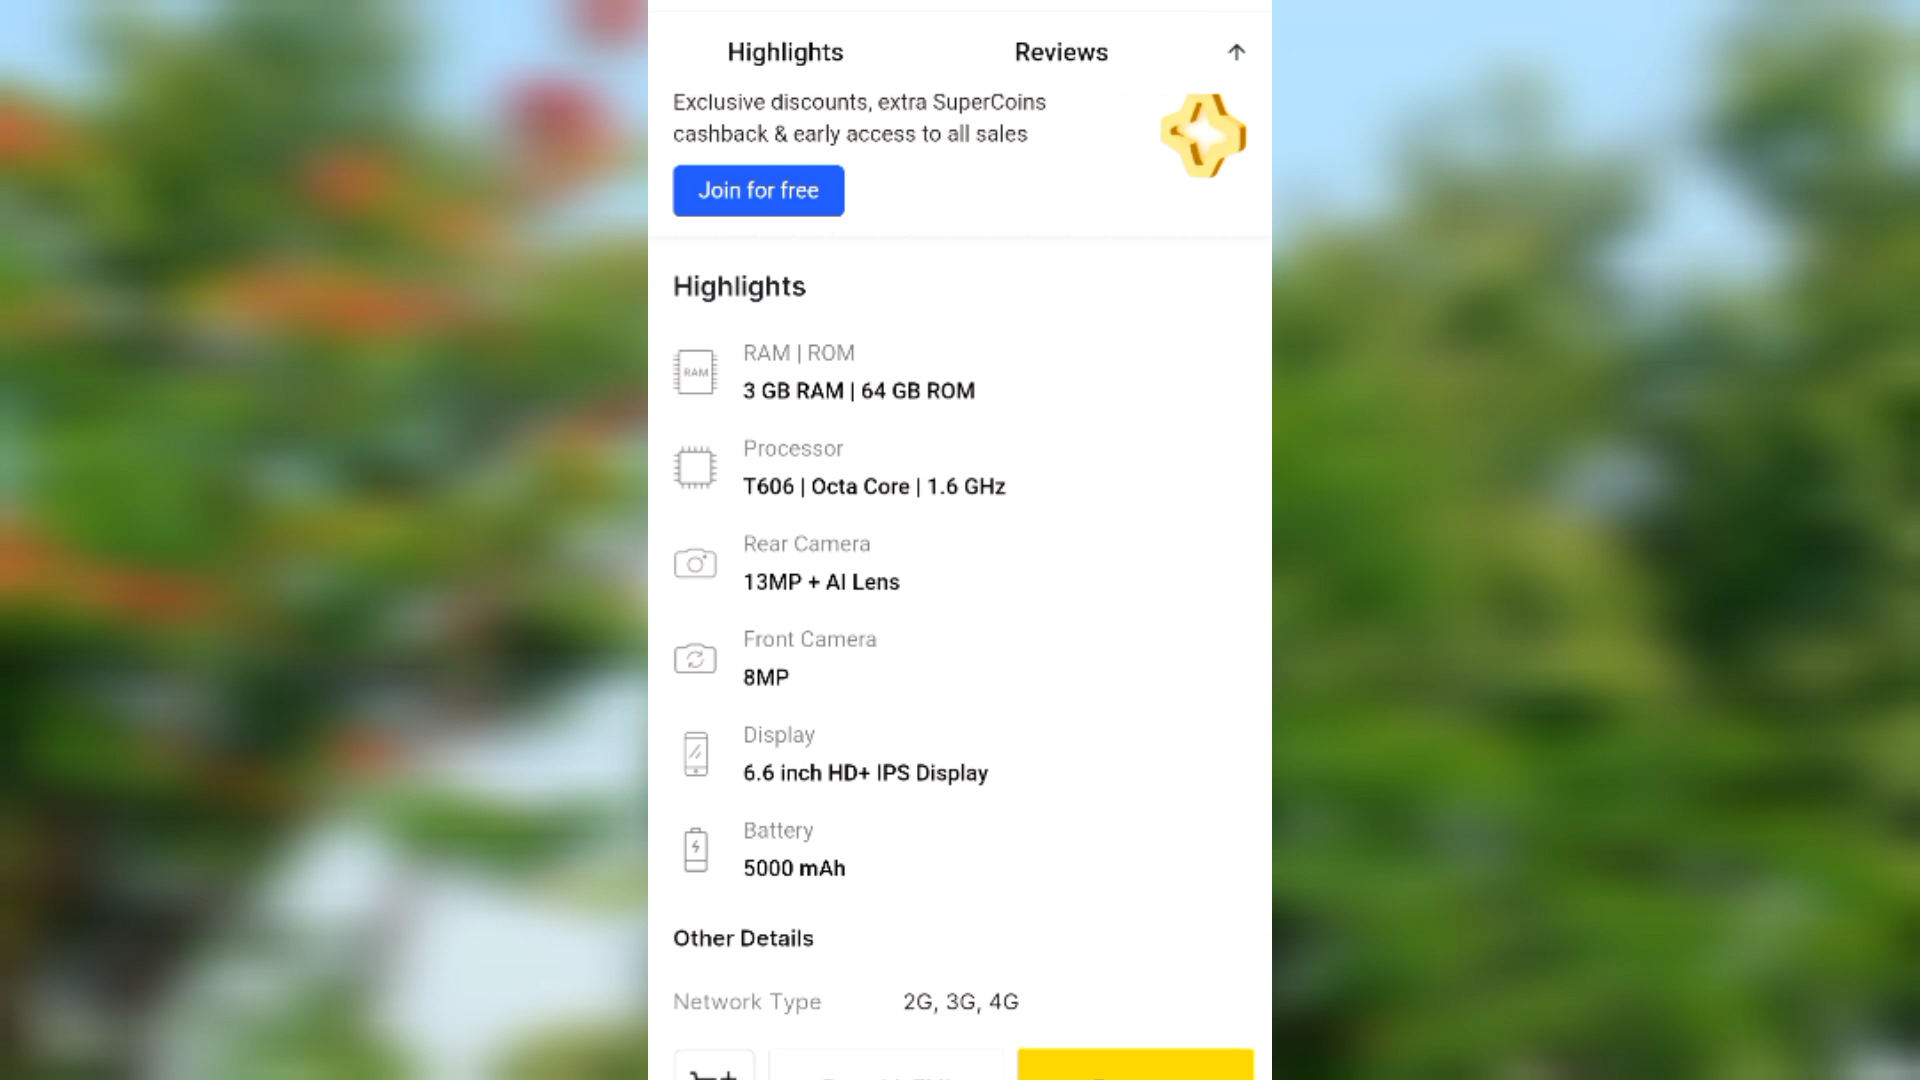 Highlights
Reviews
Exclusive discounts, extra SuperCoins
cashback & early access to all sales
Join for free
Highlights
RAM | ROM
RAM
3 GB RAM | 64 GB ROM
Processor
T606 | Octa Core | 1.6 GHz
Rear Camera
13MP + AI Lens
Front Camera
8MP
Display
6.6 inch HD+ IPS Display
Battery
5000 mAh
Other Details
Network Type 2G, 3G, 4G